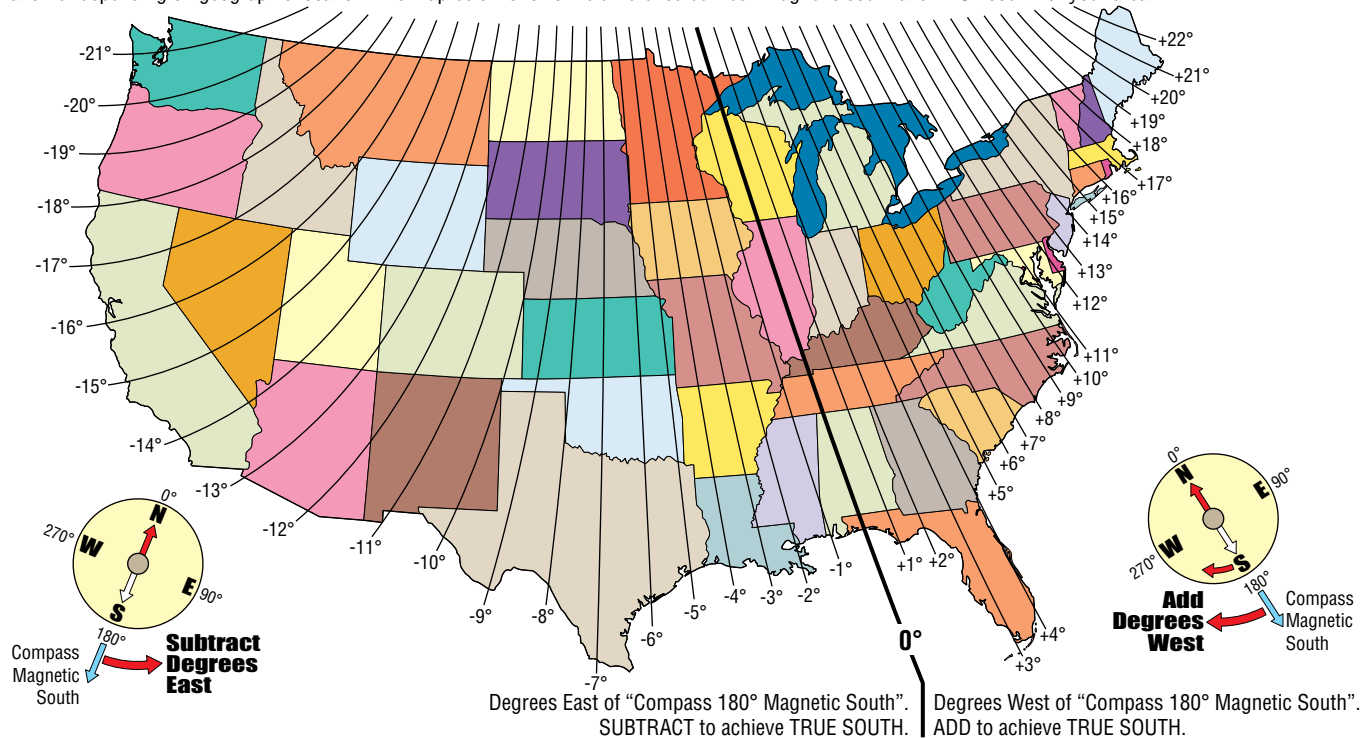 -21°
-20°
-19°
-18°
-17°
-16°
-15°
-14°
-13°
-12°
-11°
-10°
-9°
-8°
-7°
-6°
-5°
-4°
-3°
-2°
-1°
0°
+1°
+2°
+3°
+4°
+5°
+6°
+7°
+8°
+9°
+10°
+11°
+12°
+13°
+14°
+15°
+16°
+17°
+18°
+19°
+20°
+21°
+22°
0°
N
270°
W
E
90°
S
180°
Compass
Magnetic
South
Subtract
Degrees
East
0°
N
90°
E
W
270°
S
180°
Add
Degrees
West
Compass
Magnetic
South
Degrees East of “Compass 180° Magnetic South”.
SUBTRACT to achieve TRUE SOUTH.
Degrees West of “Compass 180° Magnetic South”.
ADD to achieve TRUE SOUTH.